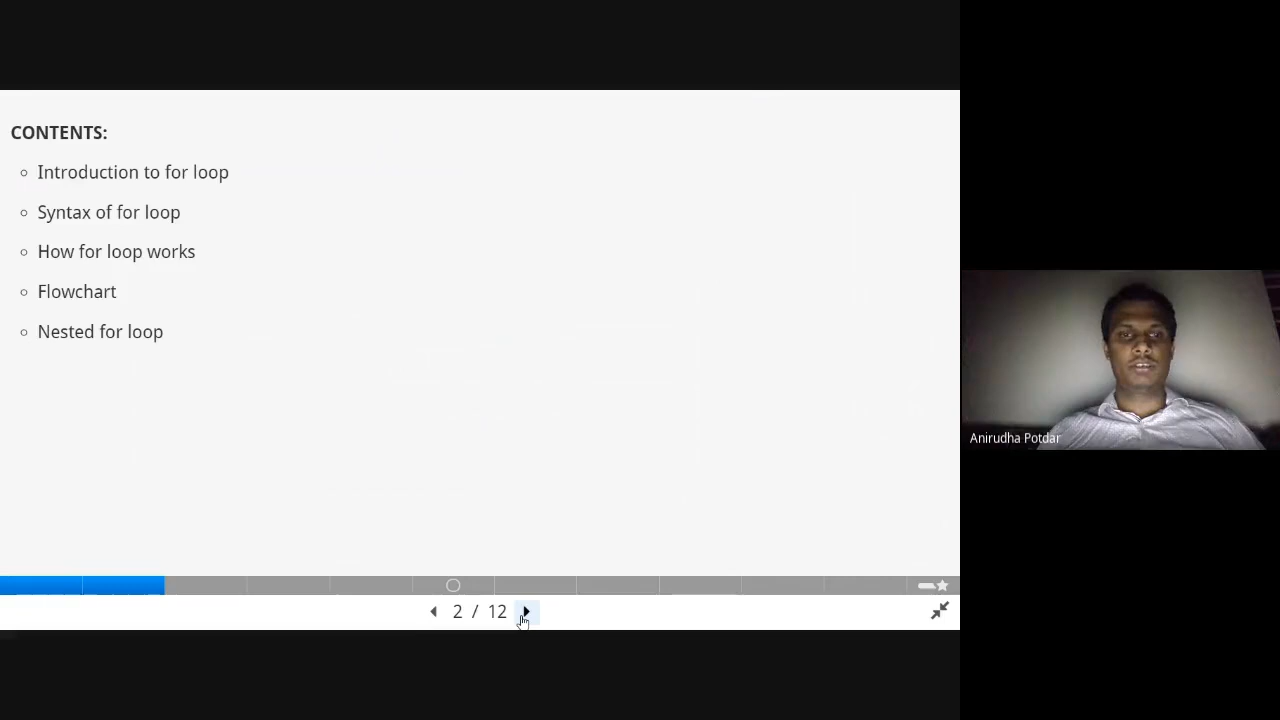 CONTENTS:
Introduction to for loop
Syntax of for loop
How for loop works
Flowchart
Nested for loop
2 / 12
Anirudha Potdar